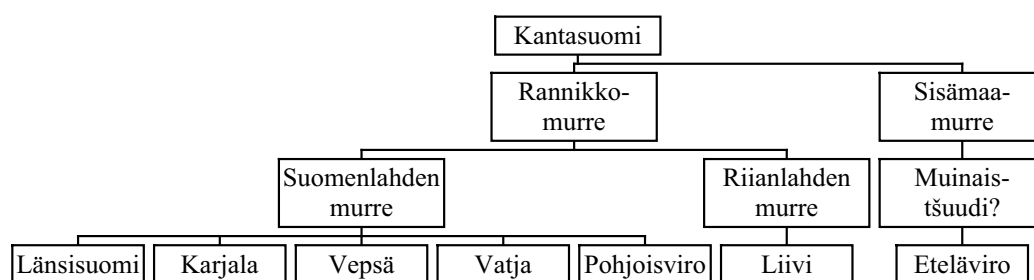 Kantasuomi
Rannikko-
murre
Sisämaa-
murre
Suomenlahden
murre
Riianlahden
murre
Muinais-
tšuudi?
Länsisuomi
Karjala
Vepsä
Vatja
Pohjoisviro
Liivi
Eteläviro